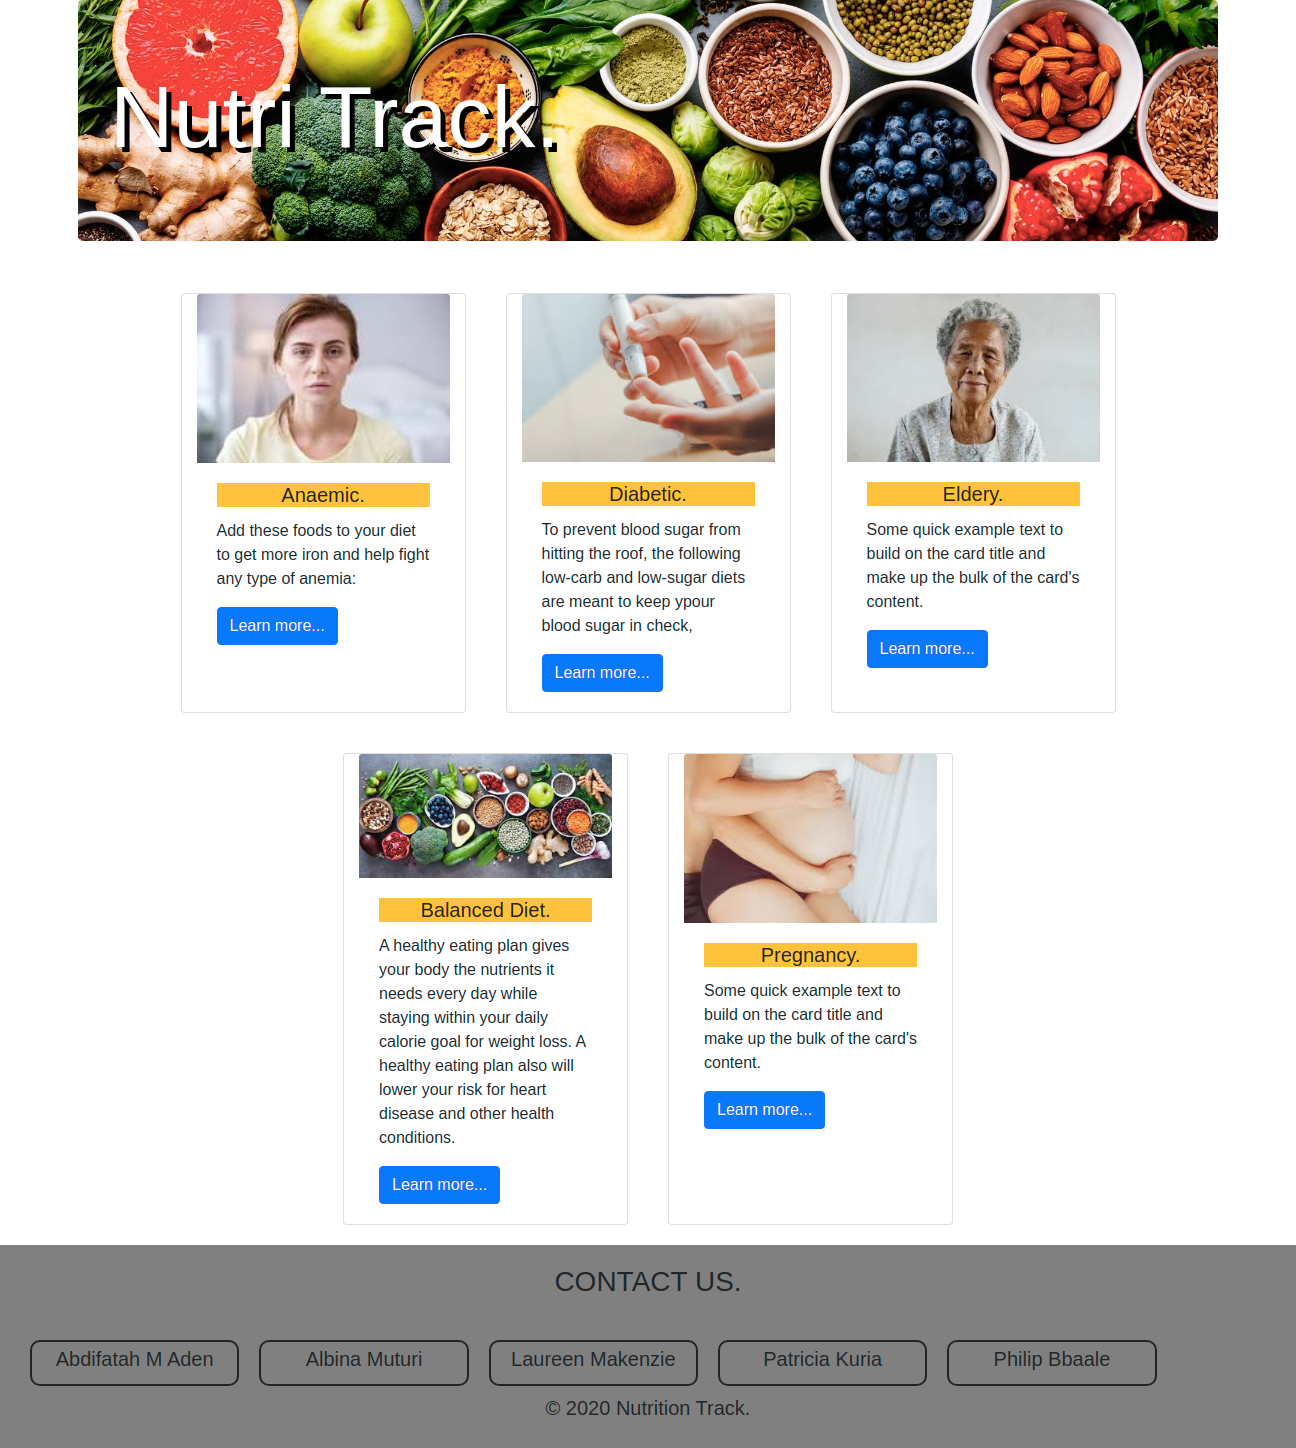 Nutri Track.
Anaemic.
Add these foods to your diet
to get more iron and help fight
any type of anemia:
Learn more...
Diabetic.
To prevent blood sugar from
hitting the roof, the following
low-carb and low-sugar diets
are meant to keep ypour
blood sugar in check,
Learn more...
Eldery.
Some quick example text to
build on the card title and
make up the bulk of the card's
content.
Learn more...
Balanced Diet.
A healthy eating plan gives
your body the nutrients it
needs every day while
staying within your daily
calorie goal for weight loss. A
healthy eating plan also will
lower your risk for heart
disease and other health
conditions.
Learn more...
Pregnancy.
Some quick example text to
build on the card title and
make up the bulk of the card's
content.
Learn more...
CONTACT US.
Abdifatah M Aden
Albina Muturi
Laureen Makenzie
Patricia Kuria
Philip Bbaale
© 2020 Nutrition Track.